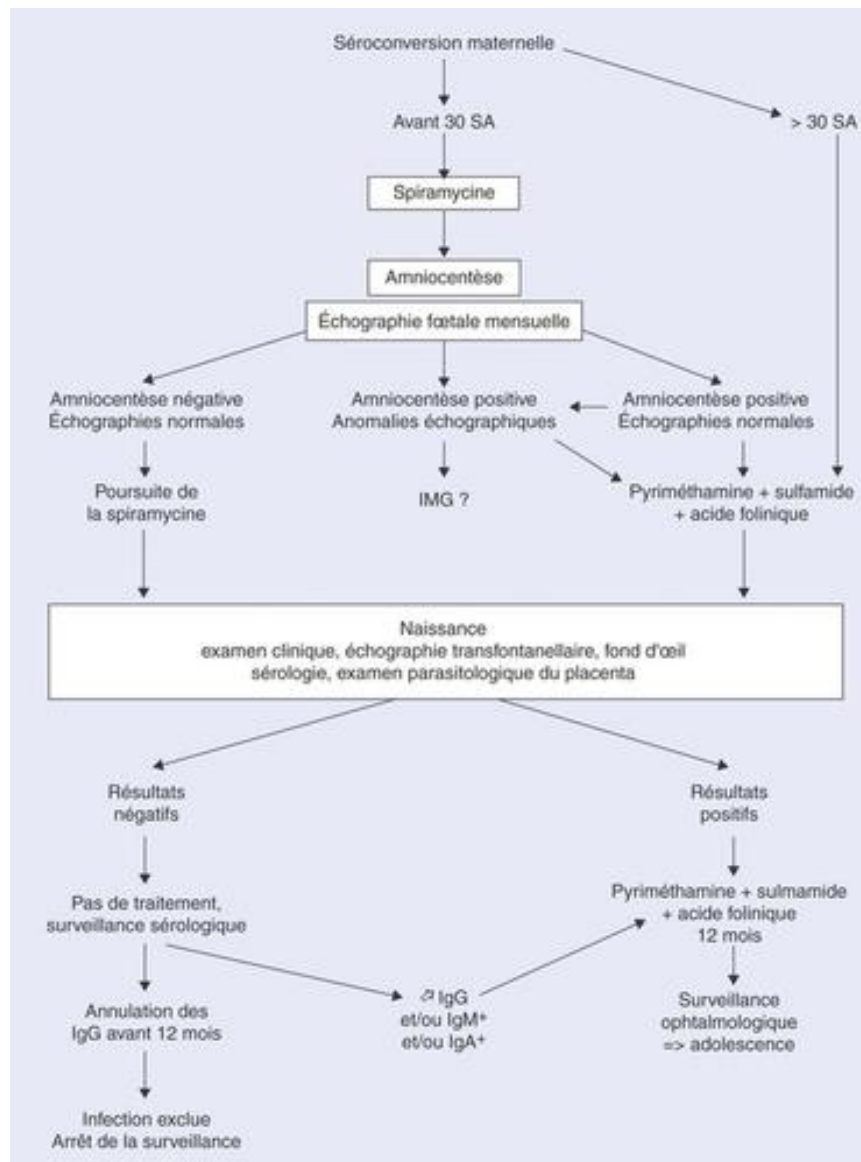 Séroconversion maternelle
Avant 30 SA
> 30 SA
Spiramycine
Amniocentèse
Échographie fœtale mensuelle
Amniocentèse négative
Échographies normales
Amniocentèse positive
Anomalies échographiques
Amniocentèse positive
Échographies normales
Poursuite de
la spiramycine
IMG ?
Pyriméthamine + sulfamide
+ acide folinique
Naissance
examen clinique, échographie transfontanellaire, fond d'œil
sérologie, examen parasitologique du placenta
Résultats
négatifs
Résultats
positifs
Pas de traitement,
surveillance sérologique
Pyriméthamine + sulmamide
+ acide folinique
12 mois
Annulation des
IgG avant 12 mois
⬀ IgG
et/ou IgM+
et/ou IgA+
Surveillance
ophtalmologique
=> adolescence
Infection exclue
Arrêt de la surveillance